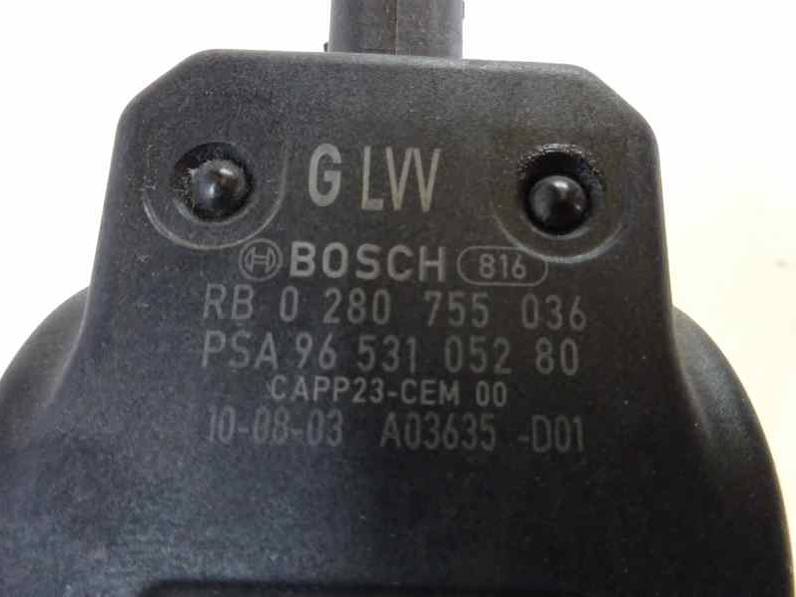 G LVV
BOSCH 816
RB 0 280 755 036
PSA 96 531 052 80
CAPP23-CEM 00
10-08-03 A03635 -D01